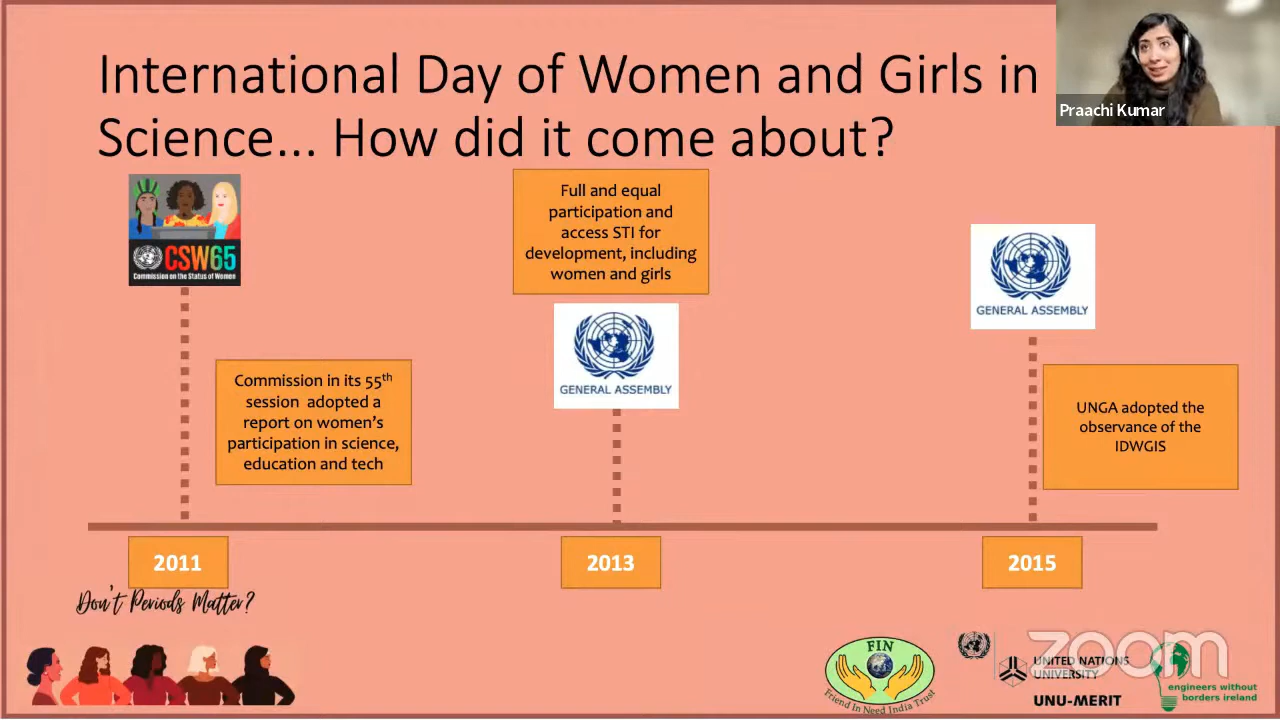 International Day of Women and Girls in
Science... How did it come about?
Praachi Kumar
CSW65
Commission on the Status of Women
Full and equal
participation and
access STI for
development, including
women and girls
GENERAL ASSEMBLY
GENERAL ASSEMBLY
Commission in its 55th
session adopted a
report on women's
participation in science,
education and tech
UNGA adopted the
observance of the
IDWGIS
2011
2013
2015
Don't Periods Matter?
FIN
Friend In Need India Trust
UNITED NATIONS
UNIVERSITY
UNU-MERIT
zoom
engineers without
borders ireland